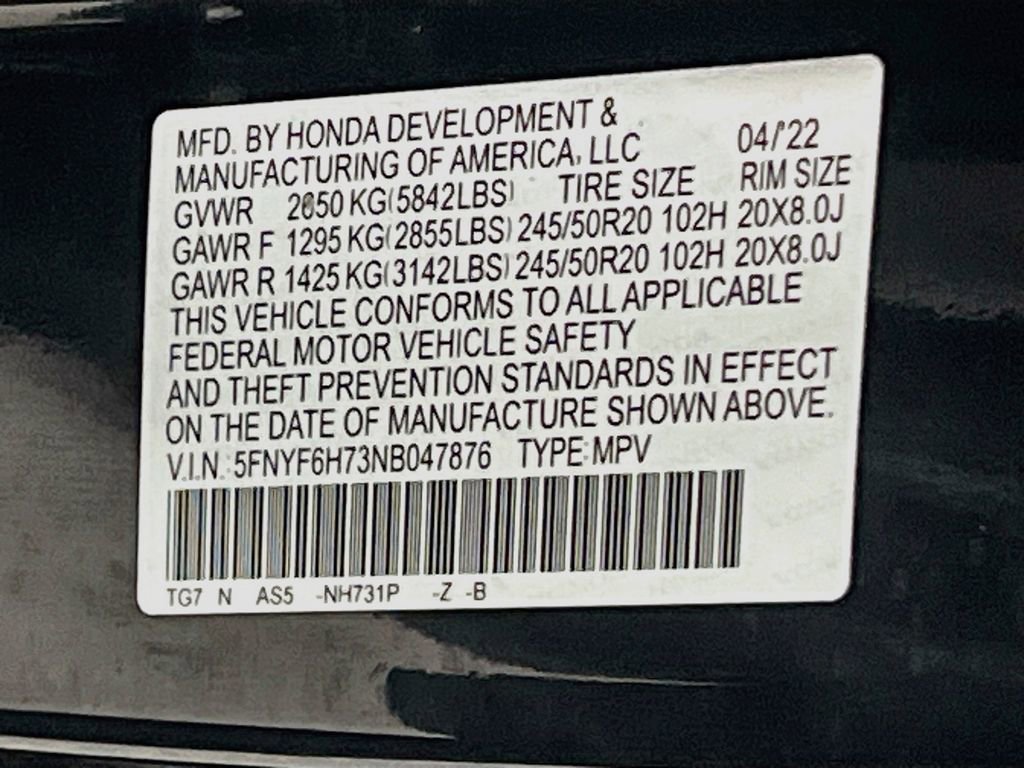 MFD. BY HONDA DEVELOPMENT &
MANUFACTURING OF AMERICA, LLC 04/'22
GVWR 2650 KG(5842LBS) TIRE SIZE RIM SIZE
GAWR F 1295 KG(2855LBS) 245/50R20 102H 20X8.0J
GAWR R 1425 KG(3142LBS) 245/50R20 102H 20X8.0J
THIS VEHICLE CONFORMS TO ALL APPLICABLE
FEDERAL MOTOR VEHICLE SAFETY
AND THEFT PREVENTION STANDARDS IN EFFECT
ON THE DATE OF MANUFACTURE SHOWN ABOVE.
V.I.N.:5FNYF6H73NB047876 TYPE:MPV
TG7 N AS5 -NH731P -Z -B